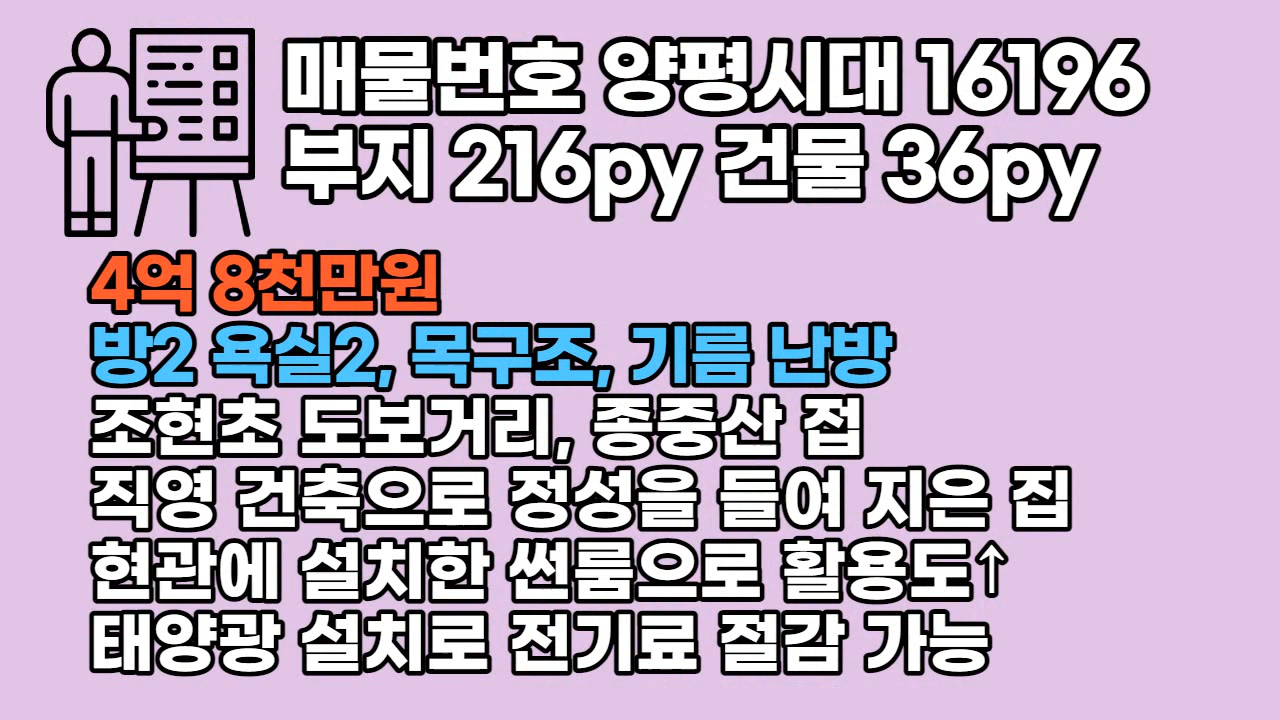 매물번호 양평시대 16196
부지 216py 건물 36py
4억 8천만원
방2 욕실2, 목구조, 기름 난방
조현초 도보거리, 종중산 접
직영 건축으로 정성을 들여 지은 집
현관에 설치한 썬룸으로 활용도↑
태양광 설치로 전기료 절감 가능